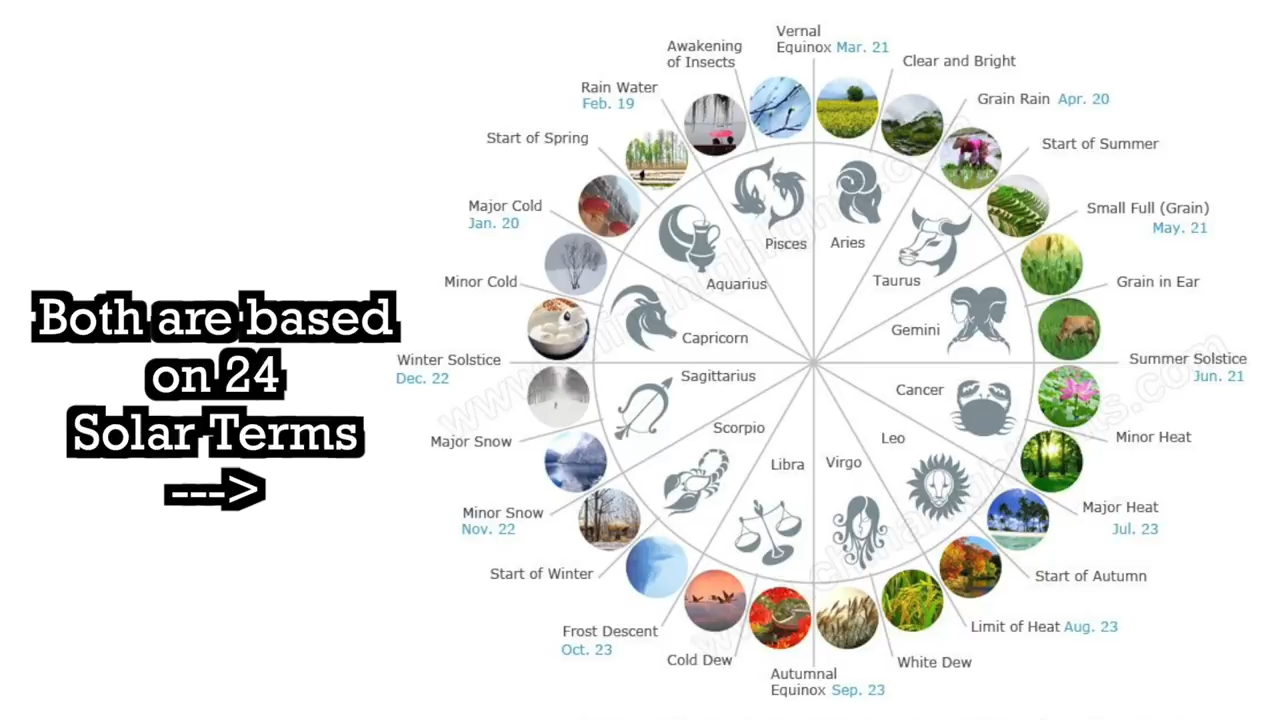 Both are based
on 24
Solar Terms
--->
Vernal
Equinox Mar. 21
Clear and Bright
Grain Rain Apr. 20
Start of Summer
Small Full (Grain)
May. 21
Grain in Ear
Summer Solstice
Jun. 21
Minor Heat
Major Heat
Jul. 23
Start of Autumn
Limit of Heat Aug. 23
White Dew
Autumnal
Equinox Sep. 23
Cold Dew
Frost Descent
Oct. 23
Start of Winter
Minor Snow
Nov. 22
Major Snow
Winter Solstice
Dec. 22
Minor Cold
Major Cold
Jan. 20
Start of Spring
Rain Water
Feb. 19
Awakening
of Insects
Pisces
Aries
Taurus
Gemini
Cancer
Leo
Virgo
Libra
Scorpio
Sagittarius
Capricorn
Aquarius